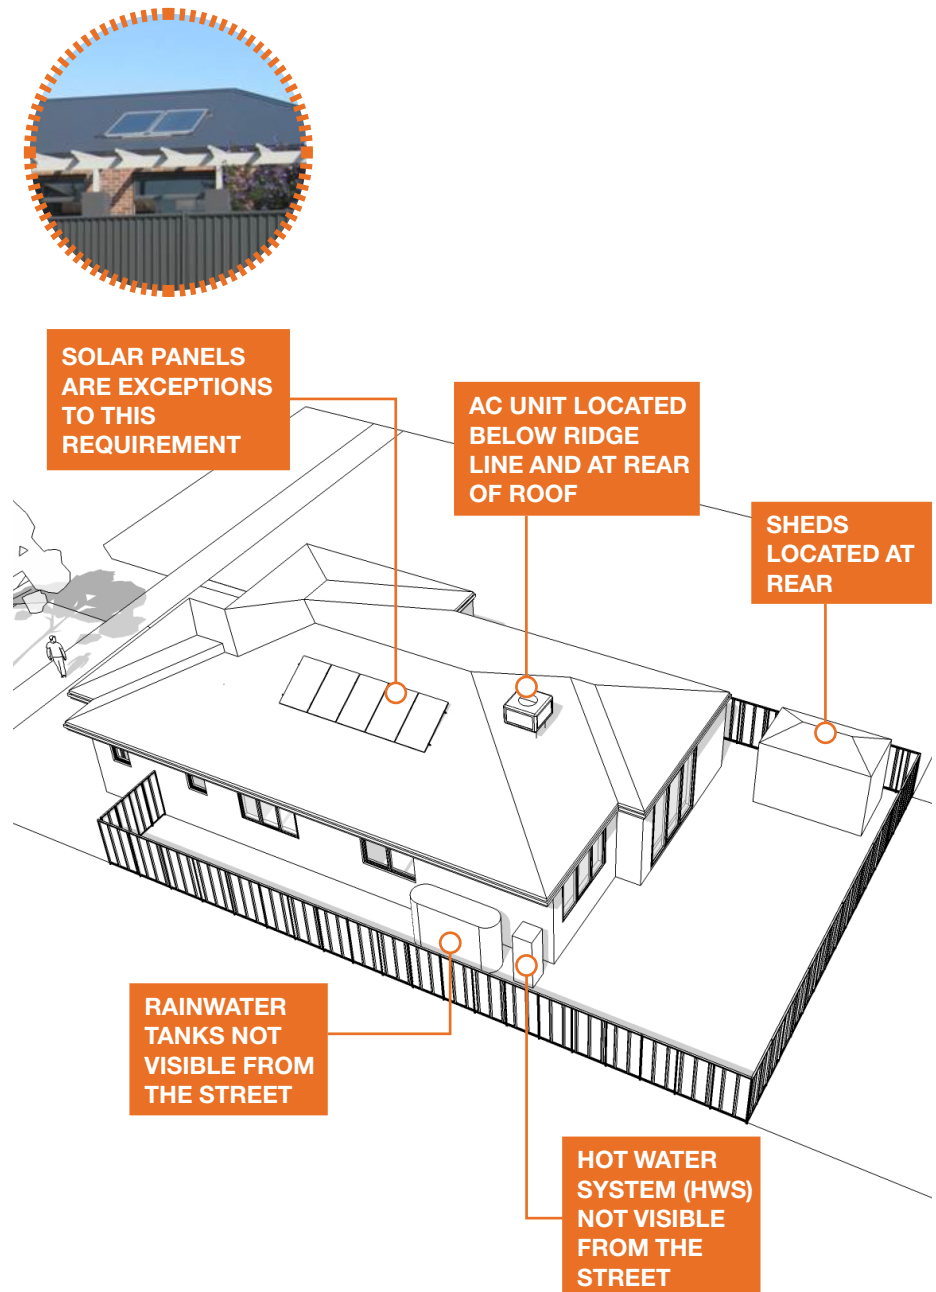 SOLAR PANELS
ARE EXCEPTIONS
TO THIS
REQUIREMENT
AC UNIT LOCATED
BELOW RIDGE
LINE AND AT REAR
OF ROOF
SHEDS
LOCATED AT
REAR
RAINWATER
TANKS NOT
VISIBLE FROM
THE STREET
HOT WATER
SYSTEM (HWS)
NOT VISIBLE
FROM THE
STREET